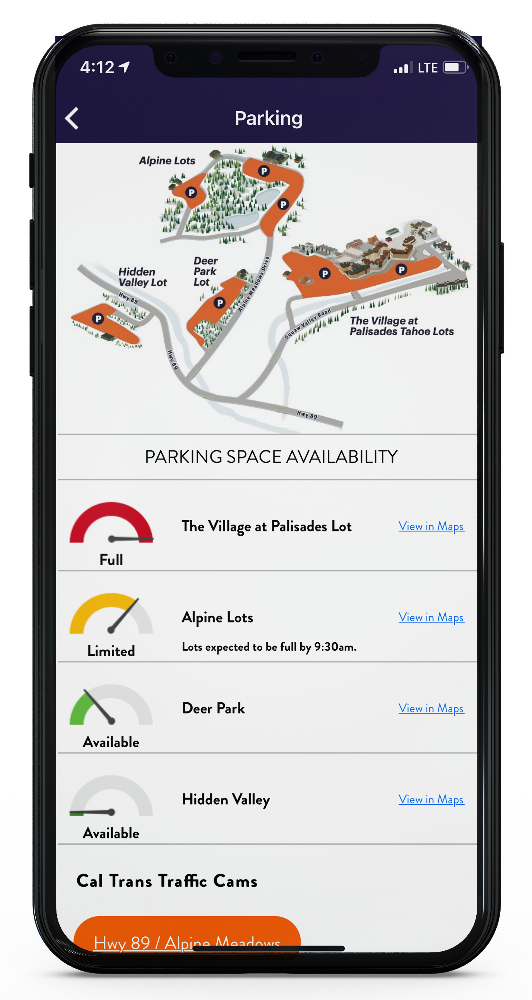 4:12 LTE
Parking
Alpine Lots
P
P
P
Deer
Park
Lot
Hidden
Valley Lot
Hwy 89
P
P
P
P
Alpine Meadows Drive
Squaw Valley Road
The Village at
Palisades Tahoe Lots
Hwy 89
Hwy 89
PARKING SPACE AVAILABILITY
The Village at Palisades Lot View in Maps
Full
Alpine Lots View in Maps
Lots expected to be full by 9:30am.
Limited
Deer Park View in Maps
Available
Hidden Valley View in Maps
Available
Cal Trans Traffic Cams
Hwy 89 / Alpine Meadows